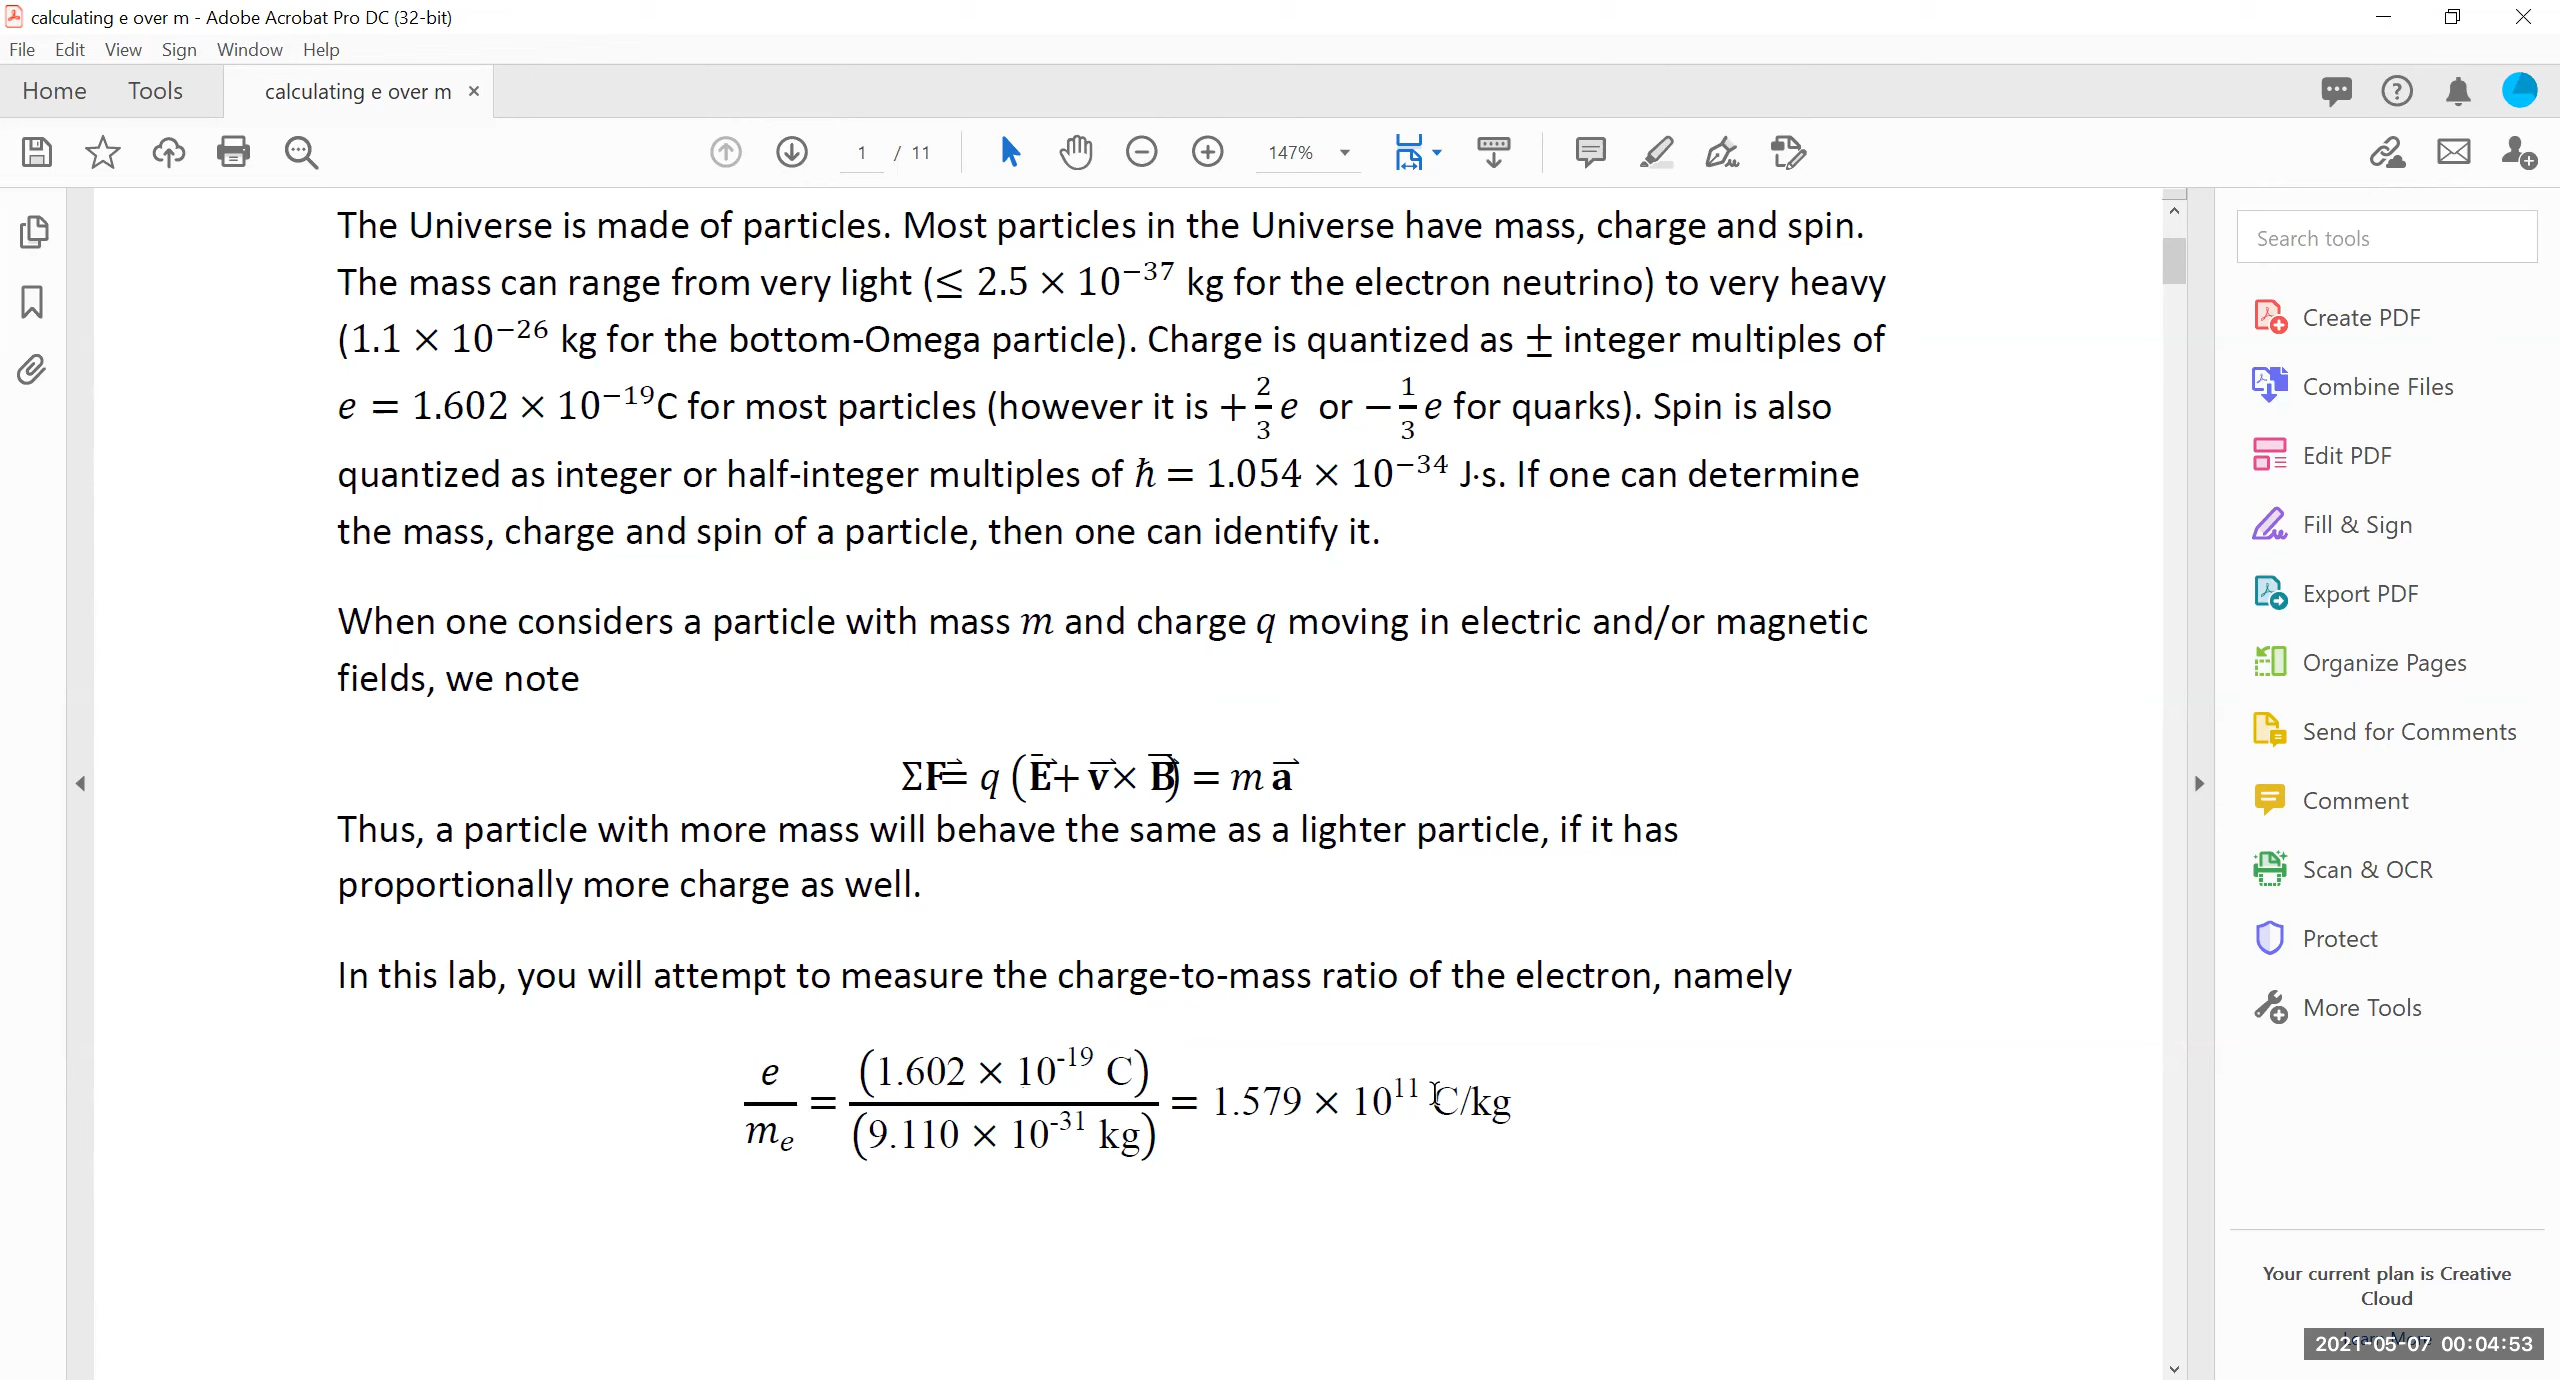 calculating e over m - Adobe Acrobat Pro DC (32-bit)
File Edit View Sign Window Help
Home Tools calculating e over m ×
1 / 11 147%
The Universe is made of particles. Most particles in the Universe have mass, charge and spin.
The mass can range from very light (≤ 2.5 × 10⁻³⁷ kg for the electron neutrino) to very heavy
(1.1 × 10⁻²⁶ kg for the bottom-Omega particle). Charge is quantized as ± integer multiples of
e = 1.602 × 10⁻¹⁹C for most particles (however it is +2/3 e or −1/3 e for quarks). Spin is also
quantized as integer or half-integer multiples of ℏ = 1.054 × 10⁻³⁴ J·s. If one can determine
the mass, charge and spin of a particle, then one can identify it.
When one considers a particle with mass m and charge q moving in electric and/or magnetic
fields, we note
ΣF⃗ = q (E⃗ + v⃗ × B⃗) = m a⃗
Thus, a particle with more mass will behave the same as a lighter particle, if it has
proportionally more charge as well.
In this lab, you will attempt to measure the charge-to-mass ratio of the electron, namely
e/mₑ = (1.602 × 10⁻¹⁹ C)/(9.110 × 10⁻³¹ kg) = 1.579 × 10¹¹ C/kg
Search tools
Create PDF
Combine Files
Edit PDF
Fill & Sign
Export PDF
Organize Pages
Send for Comments
Comment
Scan & OCR
Protect
More Tools
Your current plan is Creative
Cloud
2021-05-07 00:04:53